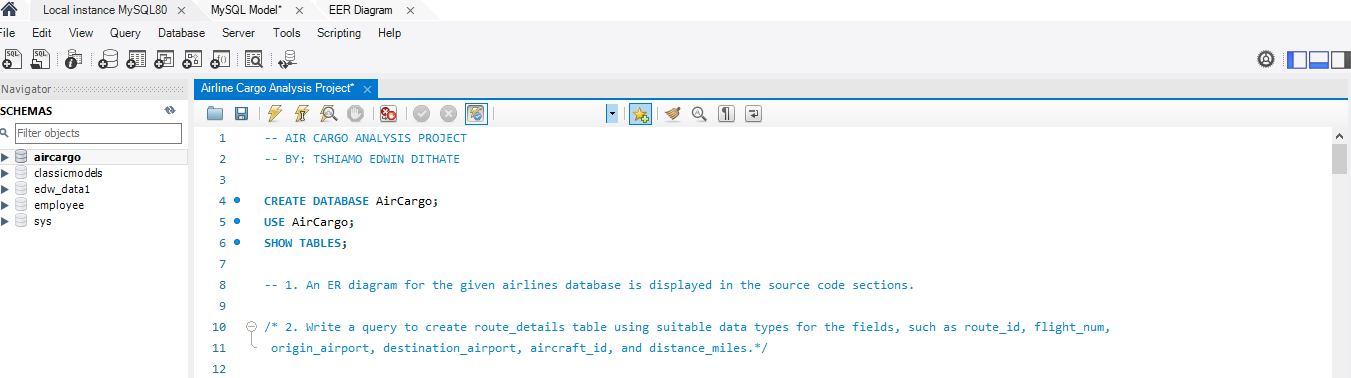 Local instance MySQL80 MySQL Model* EER Diagram
File Edit View Query Database Server Tools Scripting Help
Navigator
SCHEMAS
Filter objects
aircargo
classicmodels
edw_data1
employee
sys
Airline Cargo Analysis Project*
1 -- AIR CARGO ANALYSIS PROJECT
2 -- BY: TSHIAMO EDWIN DITHATE
3
4 CREATE DATABASE AirCargo;
5 USE AirCargo;
6 SHOW TABLES;
7
8 -- 1. An ER diagram for the given airlines database is displayed in the source code sections.
9
10 /* 2. Write a query to create route_details table using suitable data types for the fields, such as route_id, flight_num,
11 origin_airport, destination_airport, aircraft_id, and distance_miles.*/
12